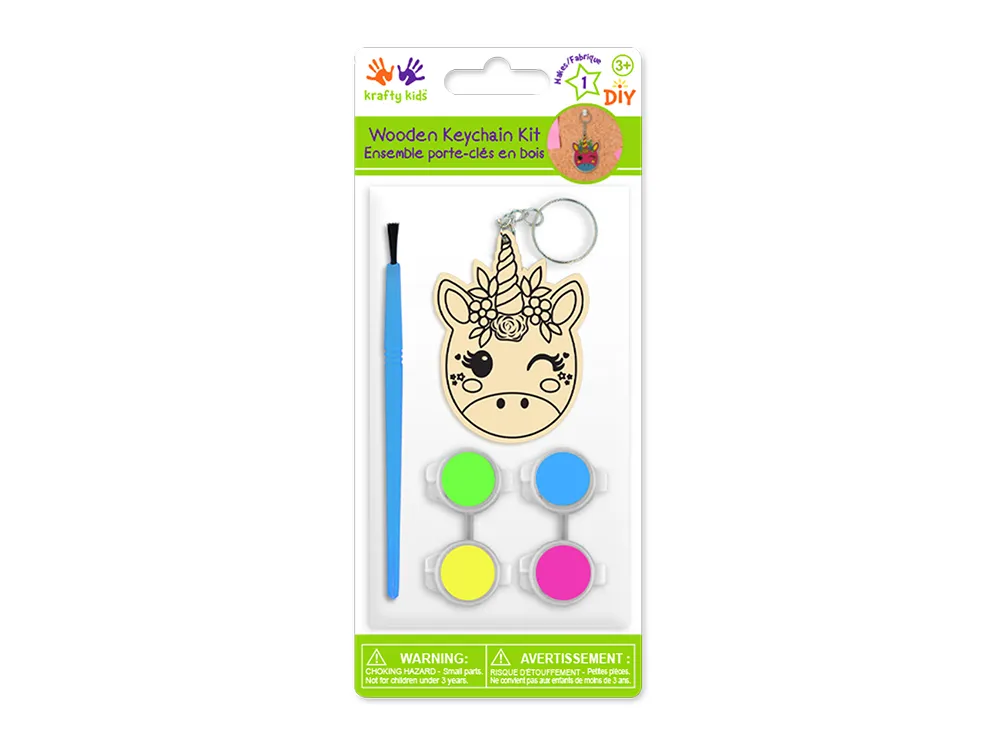 krafty kids™
Makes/Fabrique
1
3+
DIY
Wooden Keychain Kit
Ensemble porte-clés en bois
WARNING:
CHOKING HAZARD - Small parts.
Not for children under 3 years.
AVERTISSEMENT :
RISQUE D'ÉTOUFFEMENT - Petites pièces.
Ne convient pas aux enfants de moins de 3 ans.